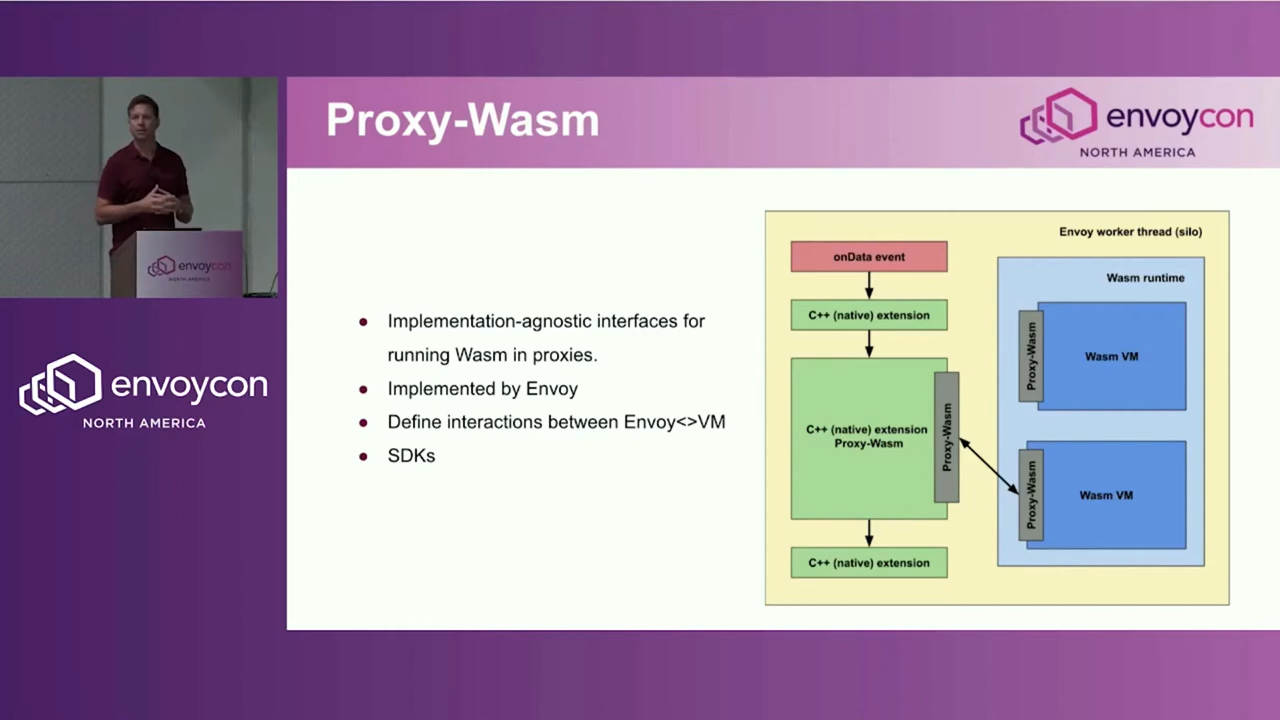 Proxy-Wasm
envoycon
NORTH AMERICA
envoycon
NORTH AMERICA
envoycon
NORTH AMERICA
Implementation-agnostic interfaces for
running Wasm in proxies.
Implemented by Envoy
Define interactions between Envoy<>VM
SDKs
Envoy worker thread (silo)
onData event
C++ (native) extension
C++ (native) extension
Proxy-Wasm
Proxy-Wasm
C++ (native) extension
Wasm runtime
Proxy-Wasm
Wasm VM
Proxy-Wasm
Wasm VM